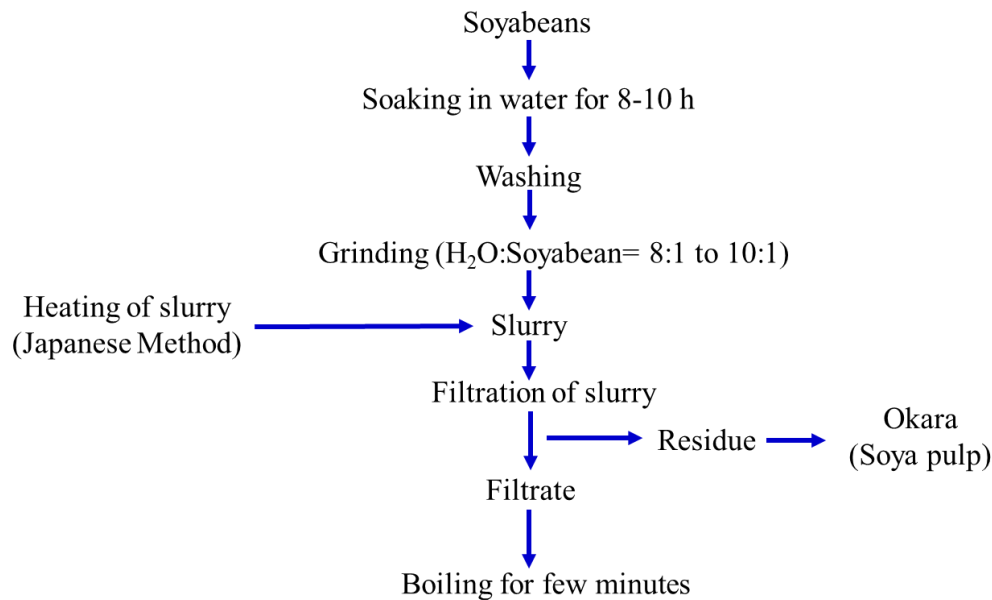 Soyabeans
Soaking in water for 8-10 h
Washing
Grinding (H₂O:Soyabean= 8:1 to 10:1)
Heating of slurry
(Japanese Method)
Slurry
Filtration of slurry
Residue
Okara
(Soya pulp)
Filtrate
Boiling for few minutes